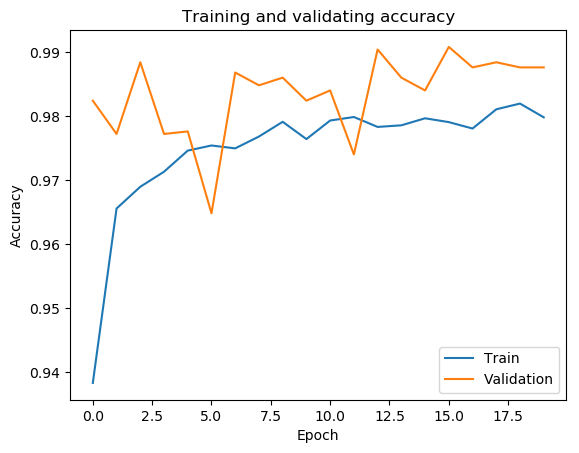 Training and validating accuracy
0.99
0.98
0.97
0.96
0.95
0.94
Accuracy
Train
Validation
0.0 2.5 5.0 7.5 10.0 12.5 15.0 17.5
Epoch